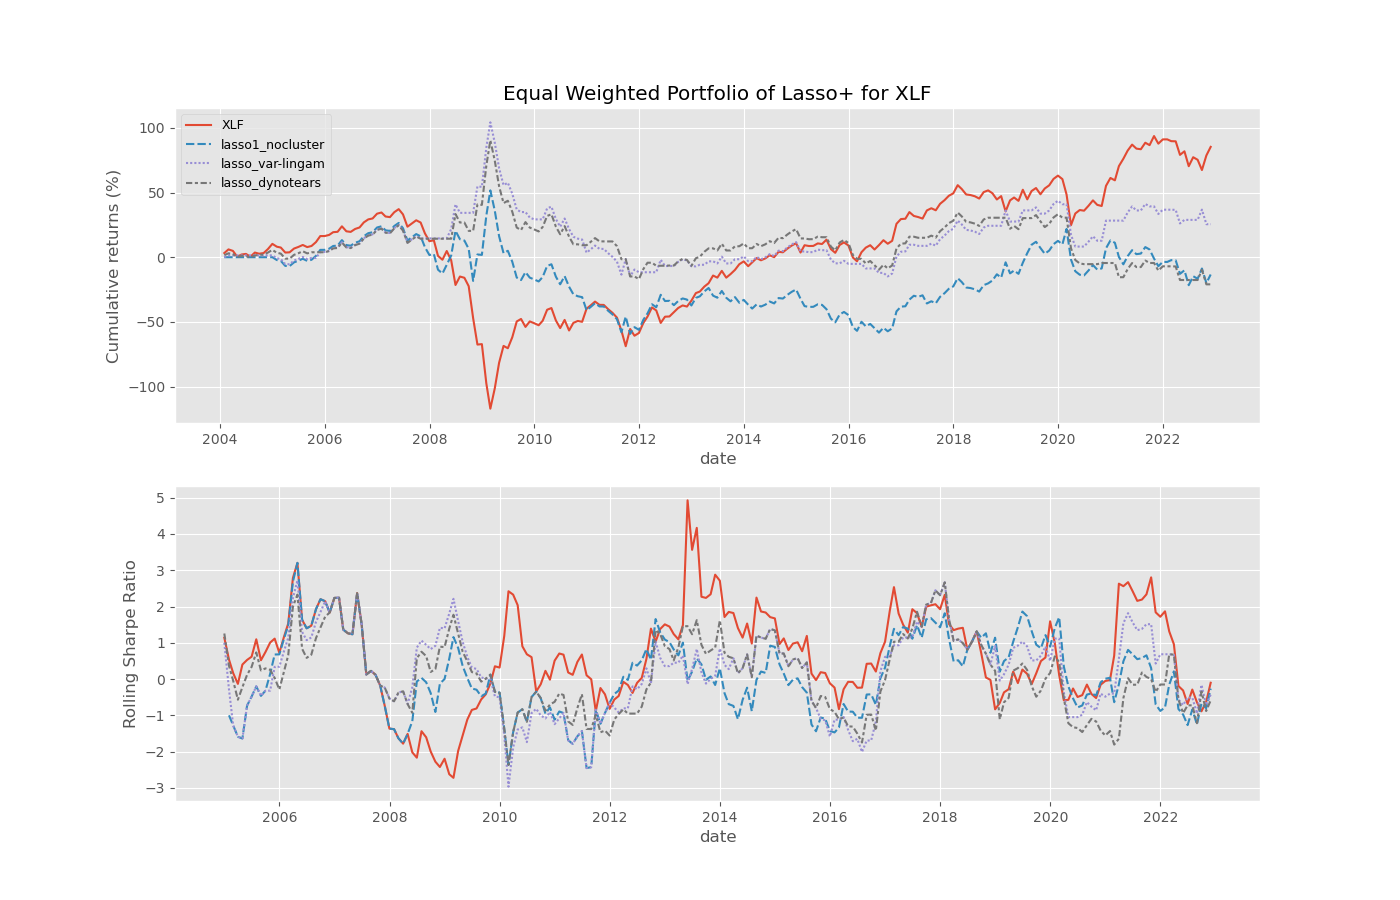 Equal Weighted Portfolio of Lasso+ for XLF
Cumulative returns (%)
100
50
0
−50
−100
XLF
lasso1_nocluster
lasso_var-lingam
lasso_dynotears
2004 2006 2008 2010 2012 2014 2016 2018 2020 2022
date
Rolling Sharpe Ratio
5
4
3
2
1
0
−1
−2
−3
2006 2008 2010 2012 2014 2016 2018 2020 2022
date